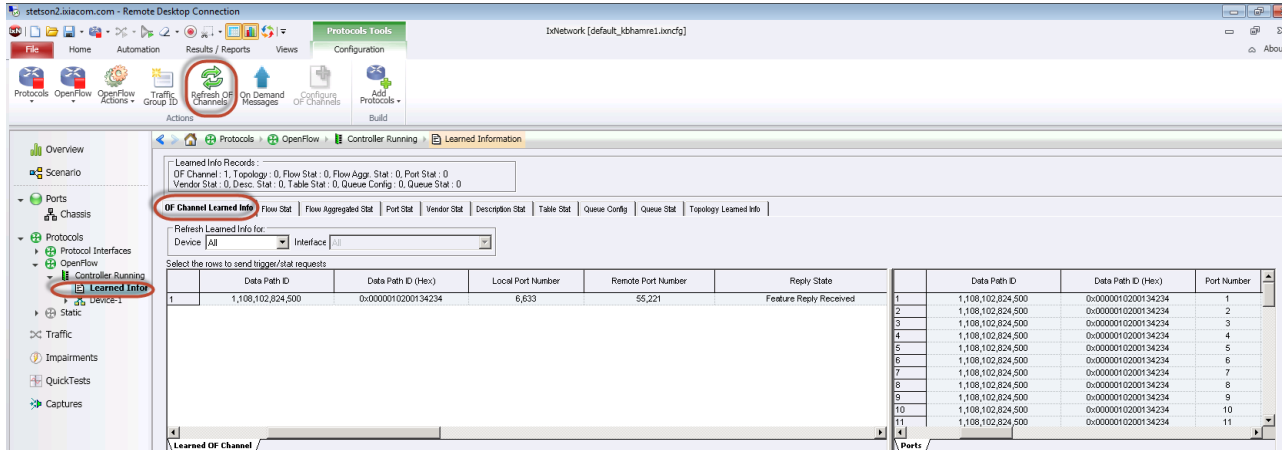 stetson2.ixiacom.com - Remote Desktop Connection
Protocols Tools
IxNetwork [default_kbhamre1.ixncfg]
File Home Automation Results / Reports Views Configuration
Protocols OpenFlow OpenFlow Actions Traffic Group ID Refresh OF Channels On Demand Messages Configure OF Channels Add Protocols
Actions Build
Overview
Scenario
Ports
Chassis
Protocols
Protocol Interfaces
OpenFlow
Controller Running
Learned Infor
Device-1
Static
Traffic
Impairments
QuickTests
Captures
Protocols OpenFlow Controller Running Learned Information
Learned Info Records :
OF Channel : 1, Topology : 0, Flow Stat : 0, Flow Aggr. Stat : 0, Port Stat : 0
Vendor Stat : 0, Desc. Stat : 0, Table Stat : 0, Queue Config : 0, Queue Stat : 0
OF Channel Learned Info Flow Stat Flow Aggregated Stat Port Stat Vendor Stat Description Stat Table Stat Queue Config Queue Stat Topology Learned Info
Refresh Learned Info for:
Device All Interface All
Select the rows to send trigger/stat requests
Data Path ID Data Path ID (Hex) Local Port Number Remote Port Number Reply State
1 1,108,102,824,500 0x0000010200134234 6,633 55,221 Feature Reply Received
Learned OF Channel
Data Path ID Data Path ID (Hex) Port Number
1 1,108,102,824,500 0x0000010200134234 1
2 1,108,102,824,500 0x0000010200134234 2
3 1,108,102,824,500 0x0000010200134234 3
4 1,108,102,824,500 0x0000010200134234 4
5 1,108,102,824,500 0x0000010200134234 5
6 1,108,102,824,500 0x0000010200134234 6
7 1,108,102,824,500 0x0000010200134234 7
8 1,108,102,824,500 0x0000010200134234 8
9 1,108,102,824,500 0x0000010200134234 9
10 1,108,102,824,500 0x0000010200134234 10
11 1,108,102,824,500 0x0000010200134234 11
Ports